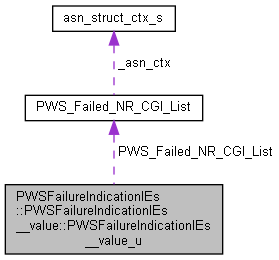 asn_struct_ctx_s
_asn_ctx
PWS_Failed_NR_CGI_List
PWS_Failed_NR_CGI_List
PWSFailureIndicationIEs
::PWSFailureIndicationIEs
__value::PWSFailureIndicationIEs
__value_u